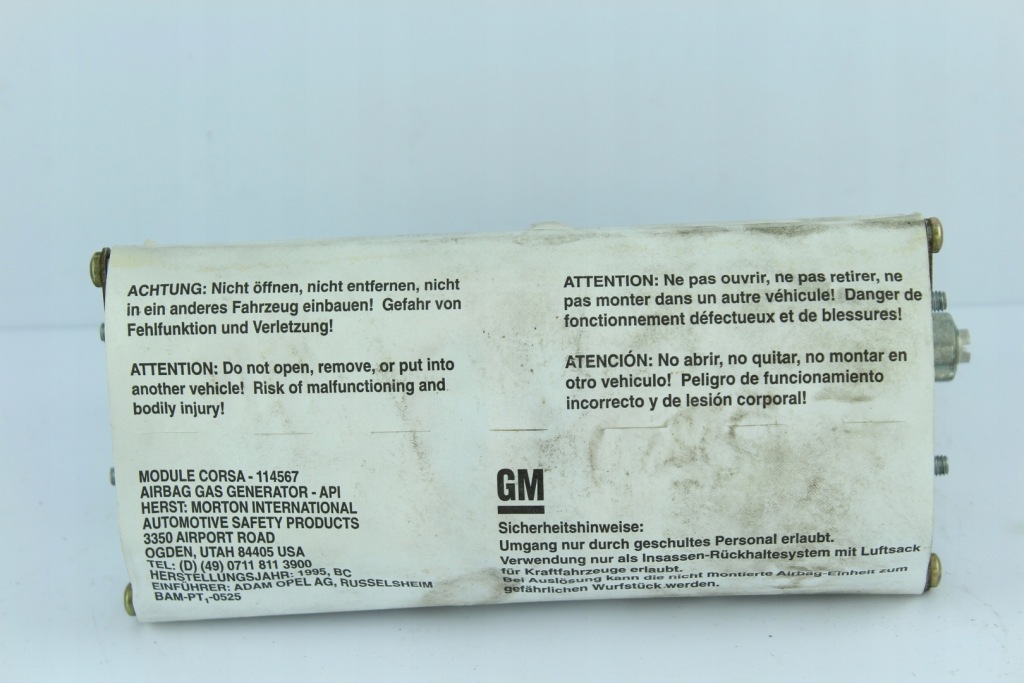 ACHTUNG: Nicht öffnen, nicht entfernen, nicht
in ein anderes Fahrzeug einbauen! Gefahr von
Fehlfunktion und Verletzung!
ATTENTION: Do not open, remove, or put into
another vehicle! Risk of malfunctioning and
bodily injury!
ATTENTION: Ne pas ouvrir, ne pas retirer, ne
pas monter dans un autre véhicule! Danger de
fonctionnement défectueux et de blessures!
ATENCIÓN: No abrir, no quitar, no montar en
otro vehiculo! Peligro de funcionamiento
incorrecto y de lesión corporal!
MODULE CORSA - 114567
AIRBAG GAS GENERATOR - API
HERST: MORTON INTERNATIONAL
AUTOMOTIVE SAFETY PRODUCTS
3350 AIRPORT ROAD
OGDEN, UTAH 84405 USA
TEL: (D) (49) 0711 811 3900
HERSTELLUNGSJAHR: 1995, BC
EINFÜHRER: ADAM OPEL AG, RUSSELSHEIM
BAM-PT₁-0525
GM
Sicherheitshinweise:
Umgang nur durch geschultes Personal erlaubt.
Verwendung nur als Insassen-Rückhaltesystem mit Luftsack
für Kraftfahrzeuge erlaubt.
Bei Auslösung kann die nicht montierte Airbag-Einheit zum
gefährlichen Wurfstück werden.